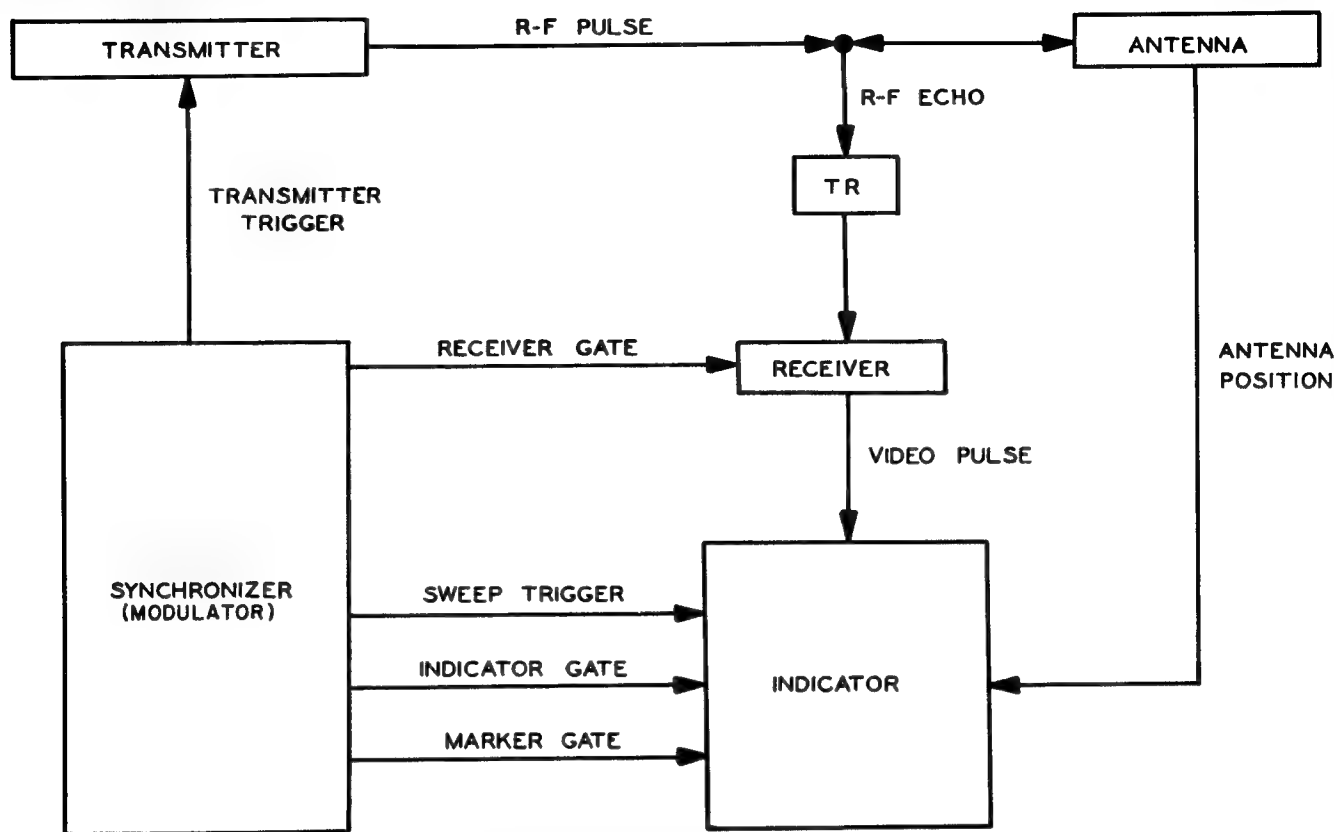 R-F PULSE
TRANSMITTER
ANTENNA
R-F ECHO
TR
TRANSMITTER
TRIGGER
RECEIVER GATE
RECEIVER
ANTENNA
POSITION
VIDEO PULSE
SYNCHRONIZER
(MODULATOR)
SWEEP TRIGGER
INDICATOR GATE
INDICATOR
MARKER GATE